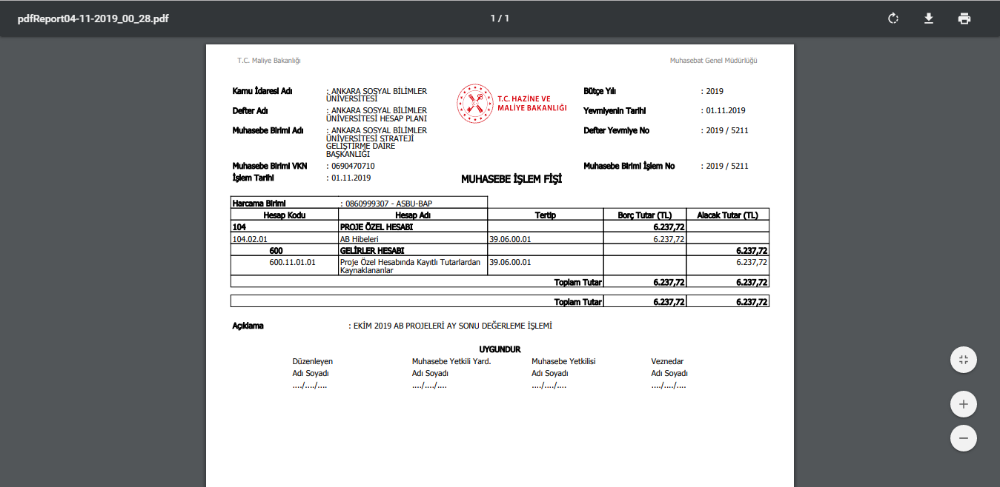 pdfReport04-11-2019_00_28.pdf
1 / 1
T.C. Maliye Bakanlığı
Muhasebat Genel Müdürlüğü
Kamu İdaresi Adı : ANKARA SOSYAL BİLİMLER
ÜNİVERSİTESİ
Defter Adı : ANKARA SOSYAL BİLİMLER
ÜNİVERSİTESİ HESAP PLANI
Muhasebe Birimi Adı : ANKARA SOSYAL BİLİMLER
ÜNİVERSİTESİ STRATEJİ
GELİŞTİRME DAİRE
BAŞKANLIĞI
Muhasebe Birimi VKN : 0690470710
İşlem Tarihi : 01.11.2019
T.C. HAZİNE VE
MALİYE BAKANLIĞI
Bütçe Yılı : 2019
Yevmiyenin Tarihi : 01.11.2019
Defter Yevmiye No : 2019 / 5211
Muhasebe Birimi İşlem No : 2019 / 5211
MUHASEBE İŞLEM FİŞİ
Harcama Birimi : 0860999307 - ASBU-BAP
Hesap Kodu Hesap Adı Tertip Borç Tutar (TL) Alacak Tutar (TL)
104 PROJE ÖZEL HESABI 6.237,72
104.02.01 AB Hibeleri 39.06.00.01 6.237,72
600 GELİRLER HESABI 6.237,72
600.11.01.01 Proje Özel Hesabında Kayıtlı Tutarlardan 39.06.00.01 6.237,72
Kaynaklananlar
Toplam Tutar 6.237,72 6.237,72
Toplam Tutar 6.237,72 6.237,72
Açıklama : EKİM 2019 AB PROJELERİ AY SONU DEĞERLEME İŞLEMİ
UYGUNDUR
Düzenleyen Muhasebe Yetkili Yard. Muhasebe Yetkilisi Veznedar
Adı Soyadı Adı Soyadı Adı Soyadı Adı Soyadı
..../..../.... ..../..../.... ..../..../.... ..../..../....